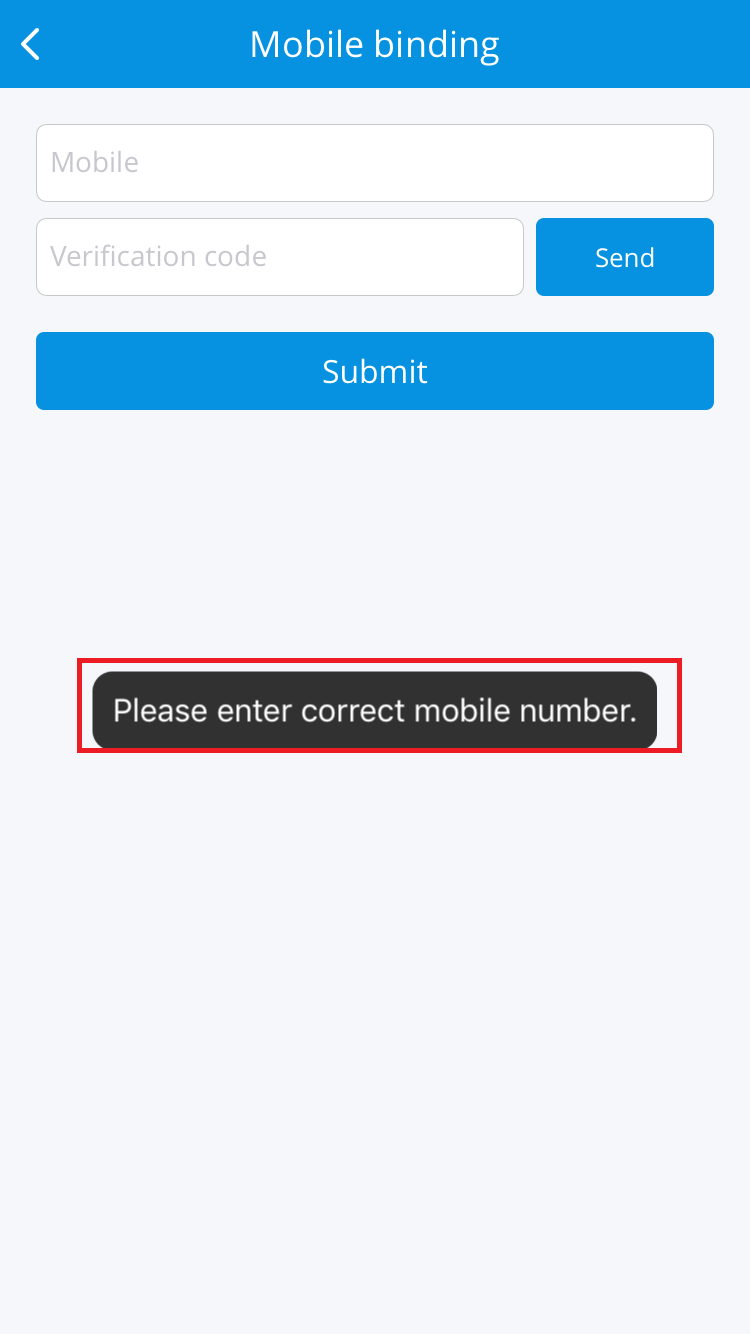 Mobile binding
Mobile
Verification code
Send
Submit
Please enter correct mobile number.